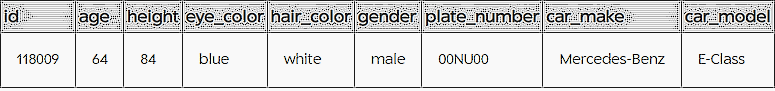 id age height eye_color hair_color gender plate_number car_make car_model
118009 64 84 blue white male 00NU00 Mercedes-Benz E-Class